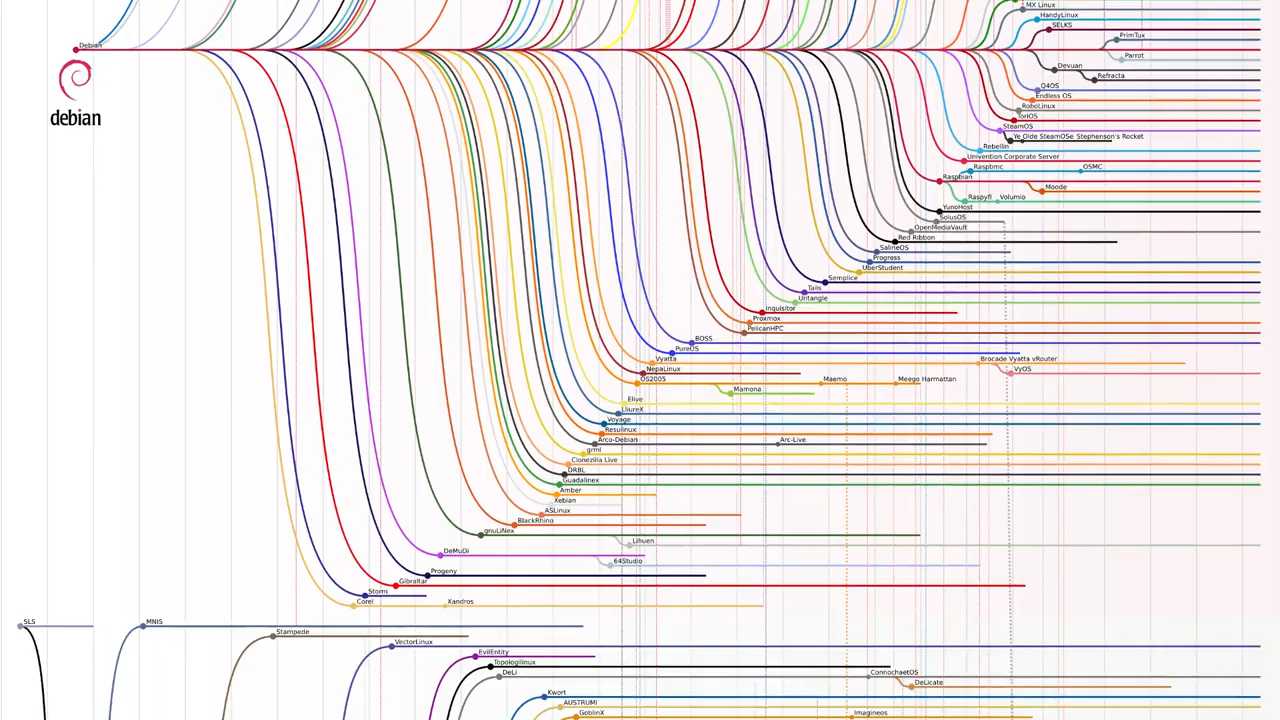 MX Linux
HandyLinux
SELKS
PrimTux
Debian
Parrot
Devuan
Refracta
debian
Q4OS
Endless OS
RoboLinux
ToriOS
SteamOS
Ye Olde SteamOSe Stephenson's Rocket
Rebellin
Univention Corporate Server
Raspbmc OSMC
Raspbian
Moode
Raspyfi Volumio
YunoHost
SolusOS
OpenMediaVault
Red Ribbon
SalineOS
Progress
UberStudent
Semplice
Tails
Untangle
Inquisitor
Proxmox
PelicanHPC
BOSS
PureOS
Vyatta Brocade Vyatta vRouter
NepaLinux VyOS
OS2005 Maemo Meego Harmattan
Mamona
Elive
LliureX
Voyage
Resulinux
Arco-Debian Arc-Live
grml
Clonezilla Live
DRBL
Guadalinex
Amber
Xebian
ASLinux
BlackRhino
gnuLiNex
Lihuen
DeMuDi
64Studio
Progeny
Gibraltar
Storm
Corel Xandros
SLS MNIS
Stampede
VectorLinux
EvilEntity
Topologilinux
DeLi ConnochaetOS
DeLicate
Kwort
AUSTRUMI
GoblinX Imagineos